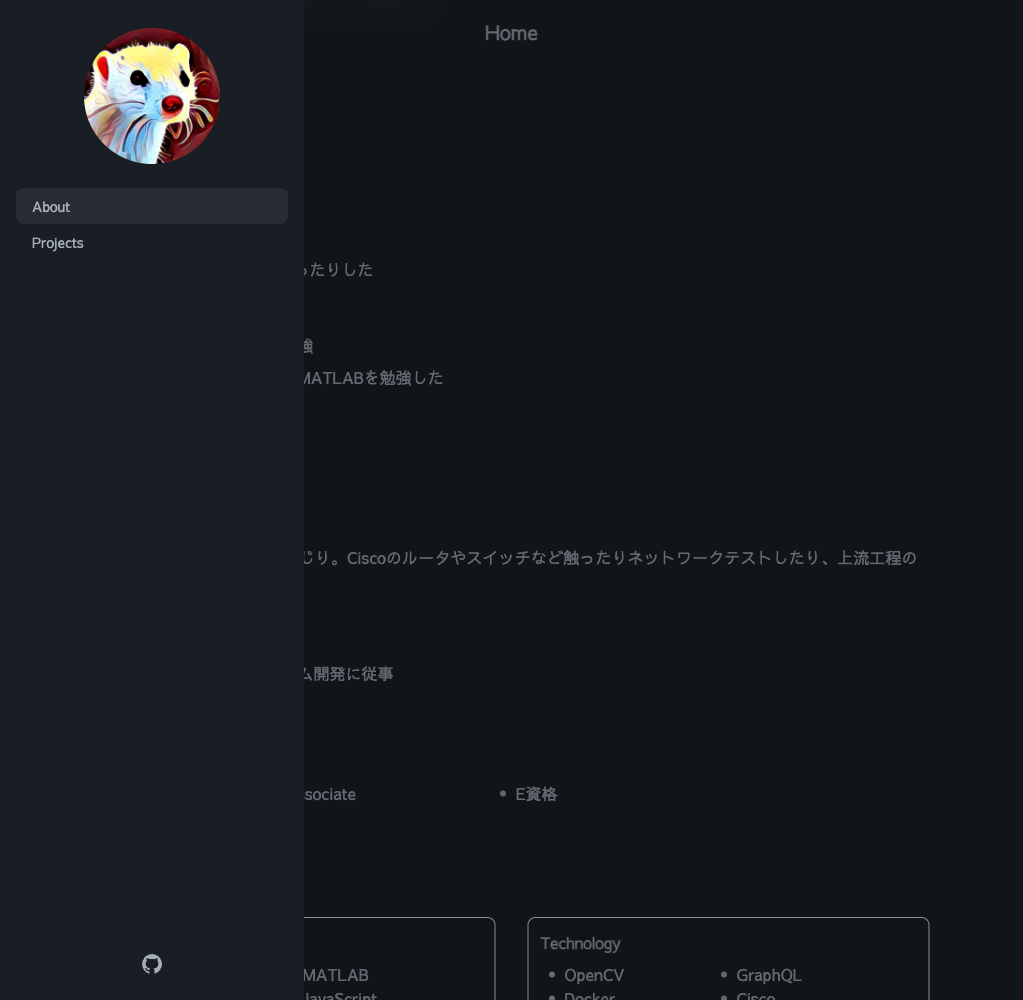 Home
About
Projects
たりした
強
MATLABを勉強した
じり。Ciscoのルータやスイッチなど触ったりネットワークテストしたり、上流工程の
ム開発に従事
sociate
• E資格
Technology
MATLAB
• OpenCV
• GraphQL
JavaScript
• Docker
• Cisco